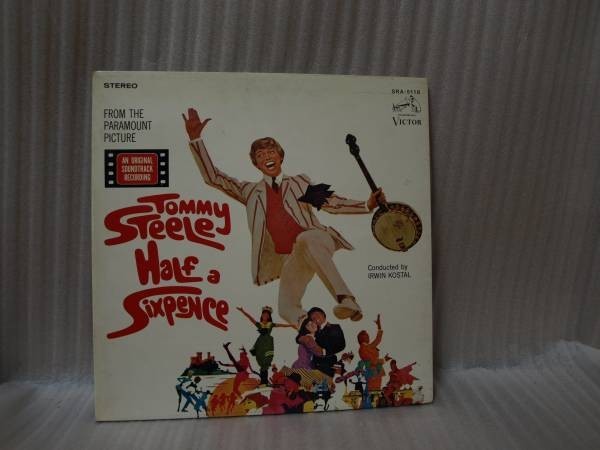 STEREO
SRA-5118
VICTOR
FROM THE
PARAMOUNT
PICTURE
AN ORIGINAL
SOUNDTRACK
RECORDING
TOMMY
STEELE
HALF a
SIXPENCE
Conducted by
IRWIN KOSTAL